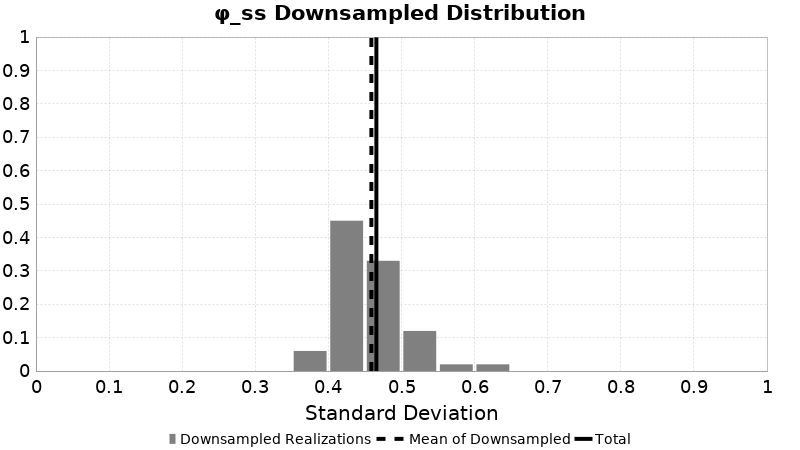 φ_ss Downsampled Distribution
1
0.9
0.8
0.7
0.6
0.5
0.4
0.3
0.2
0.1
0
0 0.1 0.2 0.3 0.4 0.5 0.6 0.7 0.8 0.9 1
Standard Deviation
Downsampled Realizations Mean of Downsampled Total